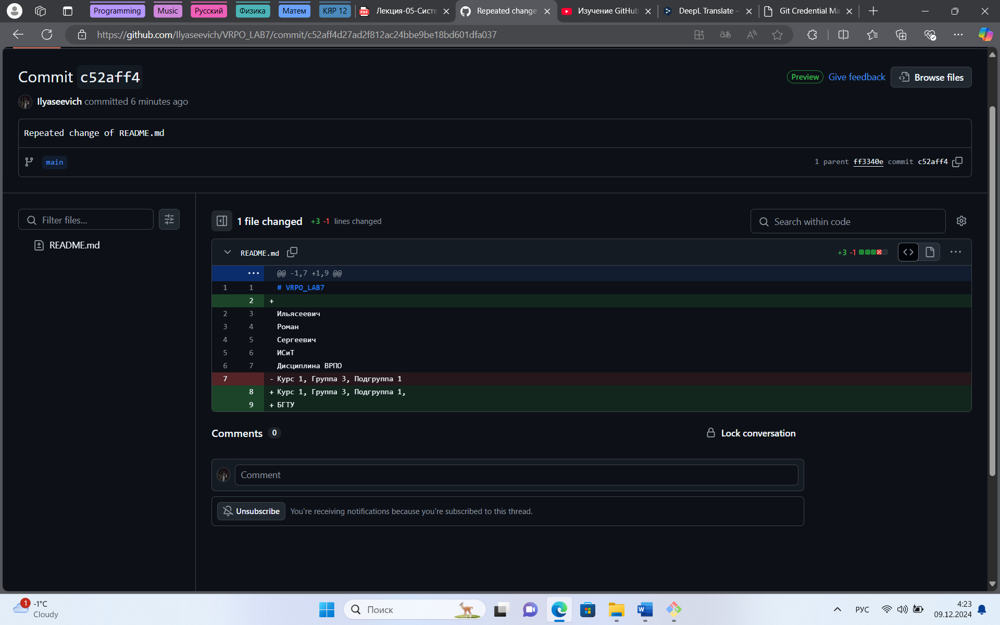 Programming Music Русский Физика Матем КЯР 12 Лекция-05-Систе Repeated change Изучение GitHub DeepL Translate – Git Credential Ma
https://github.com/Ilyaseevich/VRPO_LAB7/commit/c52aff4d27ad2f812ac24bbe9be18bd601dfa037
Commit c52aff4
Preview Give feedback Browse files
Ilyaseevich committed 6 minutes ago
Repeated change of README.md
main
1 parent ff3340e commit c52aff4
Filter files...
README.md
1 file changed +3 -1 lines changed
Search within code
README.md
+3 -1
@@ -1,7 +1,9 @@
1 1 # VRPO_LAB7
2 +
2 3 Ильясеевич
3 4 Роман
4 5 Сергеевич
5 6 ИСиТ
6 7 Дисциплина ВРПО
7 - Курс 1, Группа 3, Подгруппа 1
8 + Курс 1, Группа 3, Подгруппа 1,
9 + БГТУ
Comments 0
Lock conversation
Comment
Unsubscribe You're receiving notifications because you're subscribed to this thread.
1 -1°C
Cloudy
Поиск
РУС
4:23
09.12.2024